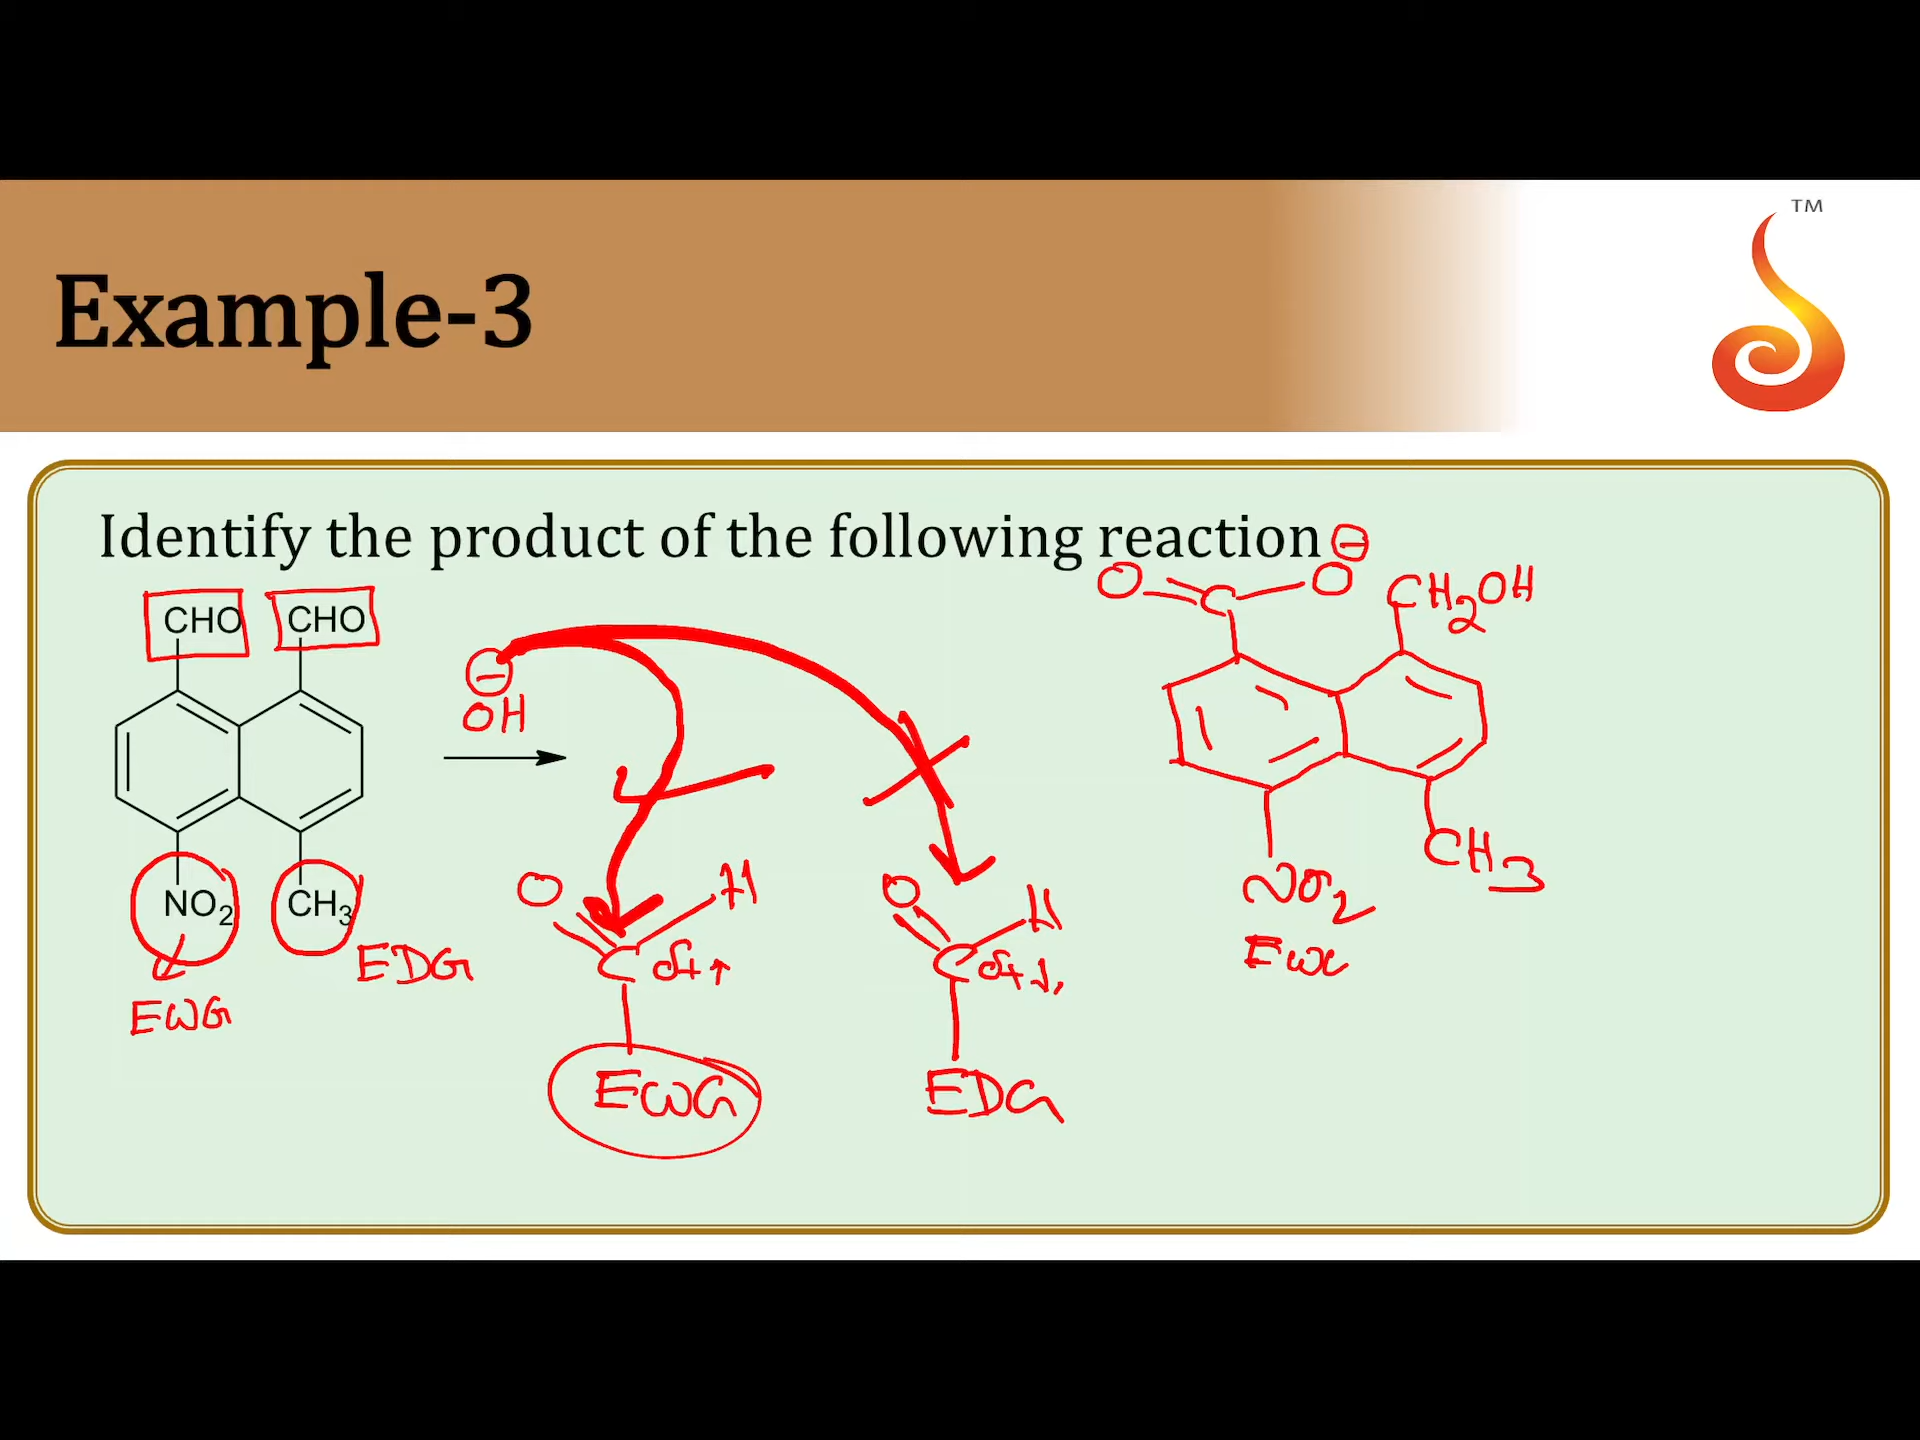 TM
Example-3
Identify the product of the following reaction
CHO CHO
⊖
OH
NO2 CH3
EWG
EDG
O H
C δ+ ↑
EWG
O H
C δ+ ↓
EDG
⊖
O C O CH2OH
CH3
NO2